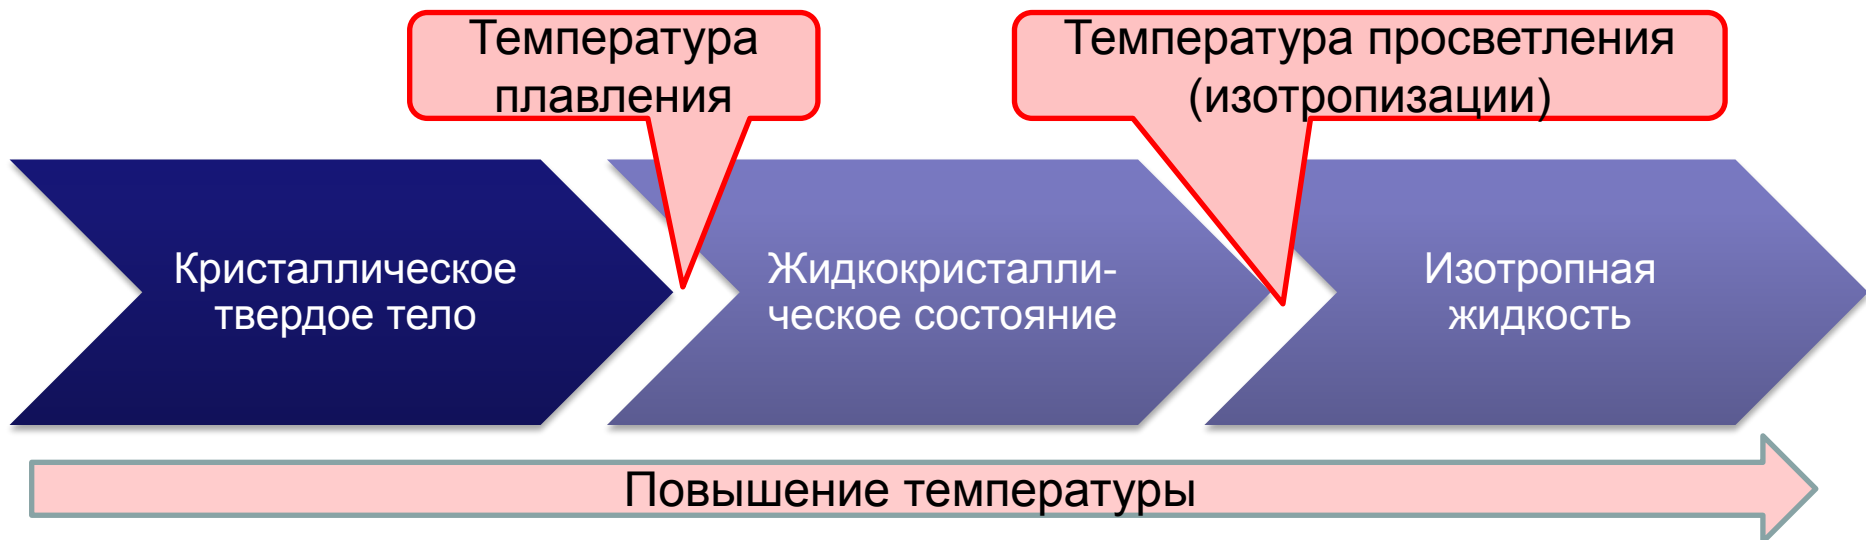 Температура
плавления
Температура просветления
(изотропизации)
Кристаллическое
твердое тело
Жидкокристалли-
ческое состояние
Изотропная
жидкость
Повышение температуры